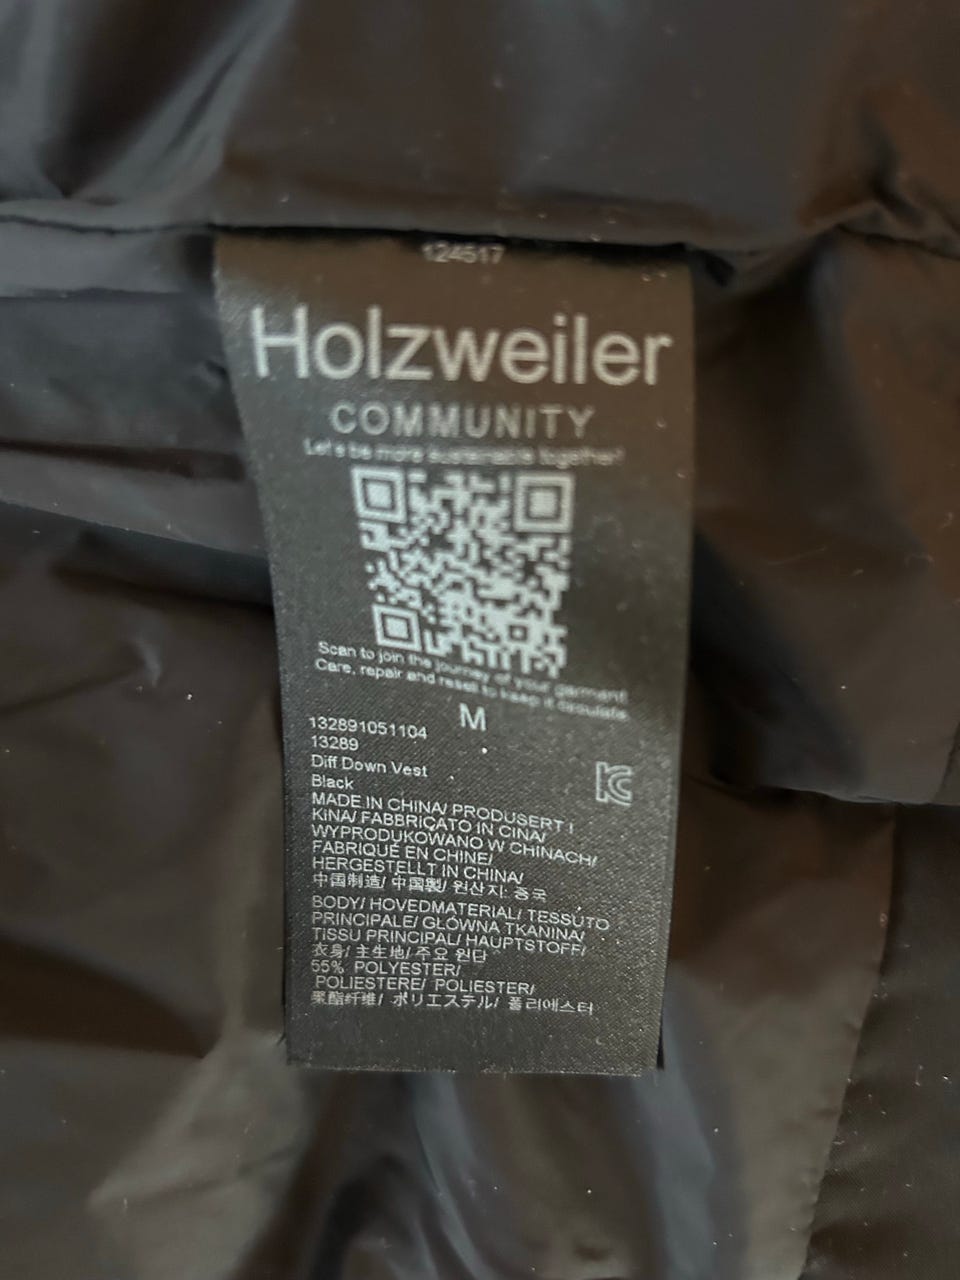 124517
Holzweiler
COMMUNITY
Let's be more sustainable together!
Scan to join the journey of your garment
Care, repair and resell to keep it circulate
M
132891051104
13289
Diff Down Vest
Black
MADE IN CHINA/ PRODUSERT I
KINA/ FABBRICATO IN CINA/
WYPRODUKOWANO W CHINACH/
FABRIQUÉ EN CHINE/
HERGESTELLT IN CHINA/
中国制造/ 中国製/ 원산지: 중국
BODY/ HOVEDMATERIAL/ TESSUTO
PRINCIPALE/ GŁÓWNA TKANINA/
TISSU PRINCIPAL/ HAUPTSTOFF/
衣身/ 主生地/ 주요 원단
55% POLYESTER/
POLIESTERE/ POLIESTER/
聚酯纤维/ ポリエステル/ 폴리에스터